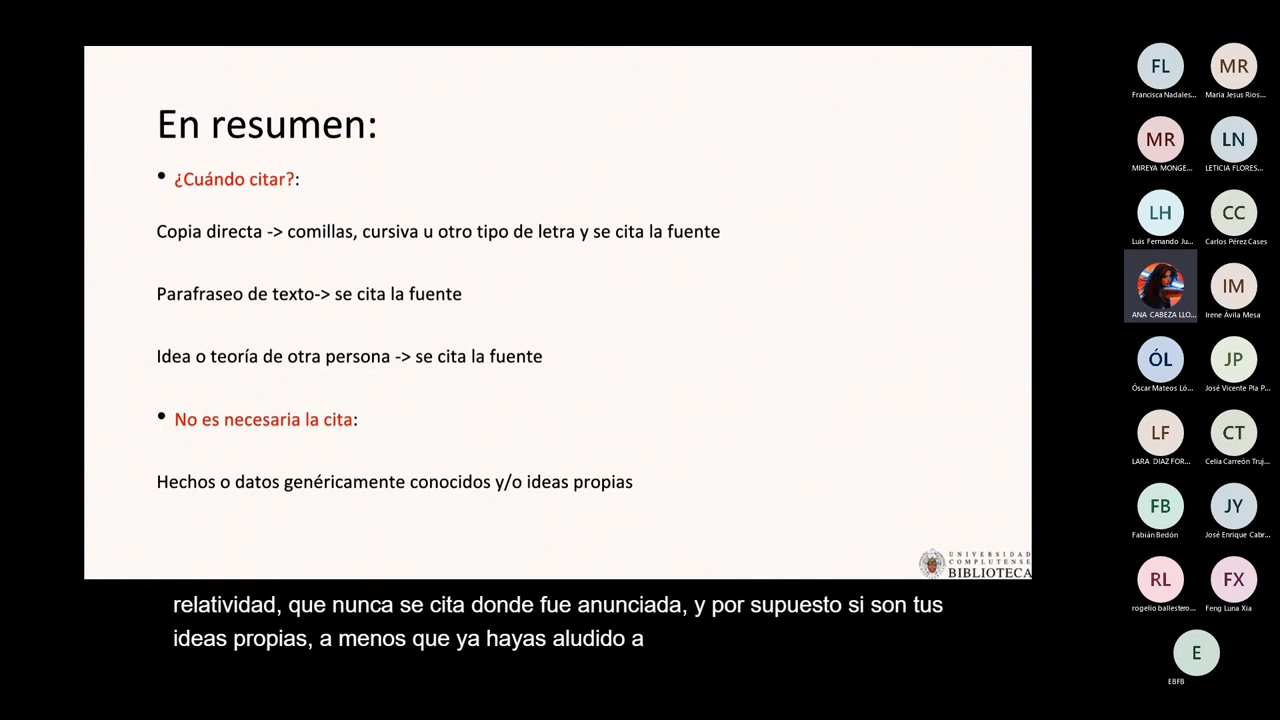 En resumen:
• ¿Cuándo citar?:
Copia directa -> comillas, cursiva u otro tipo de letra y se cita la fuente
Parafraseo de texto-> se cita la fuente
Idea o teoría de otra persona -> se cita la fuente
• No es necesaria la cita:
Hechos o datos genéricamente conocidos y/o ideas propias
UNIVERSIDAD
COMPLUTENSE
BIBLIOTECA
relatividad, que nunca se cita donde fue anunciada, y por supuesto si son tus
ideas propias, a menos que ya hayas aludido a
FL MR
Francisca Nadales... Maria Jesus Ríos...
MR LN
MIREYA MONGE... LETICIA FLORES...
LH CC
Luis Fernando Ju... Carlos Pérez Cases
IM
ANA CABEZA LLO... Irene Ávila Mesa
ÓL JP
Óscar Mateos Ló... José Vicente Pla P...
LF CT
LARA DIAZ FOR... Celia Carreón Truj...
FB JY
Fabián Bedón José Enrique Cabr...
RL FX
rogelio ballestero... Feng Luna Xia
E
EBFB